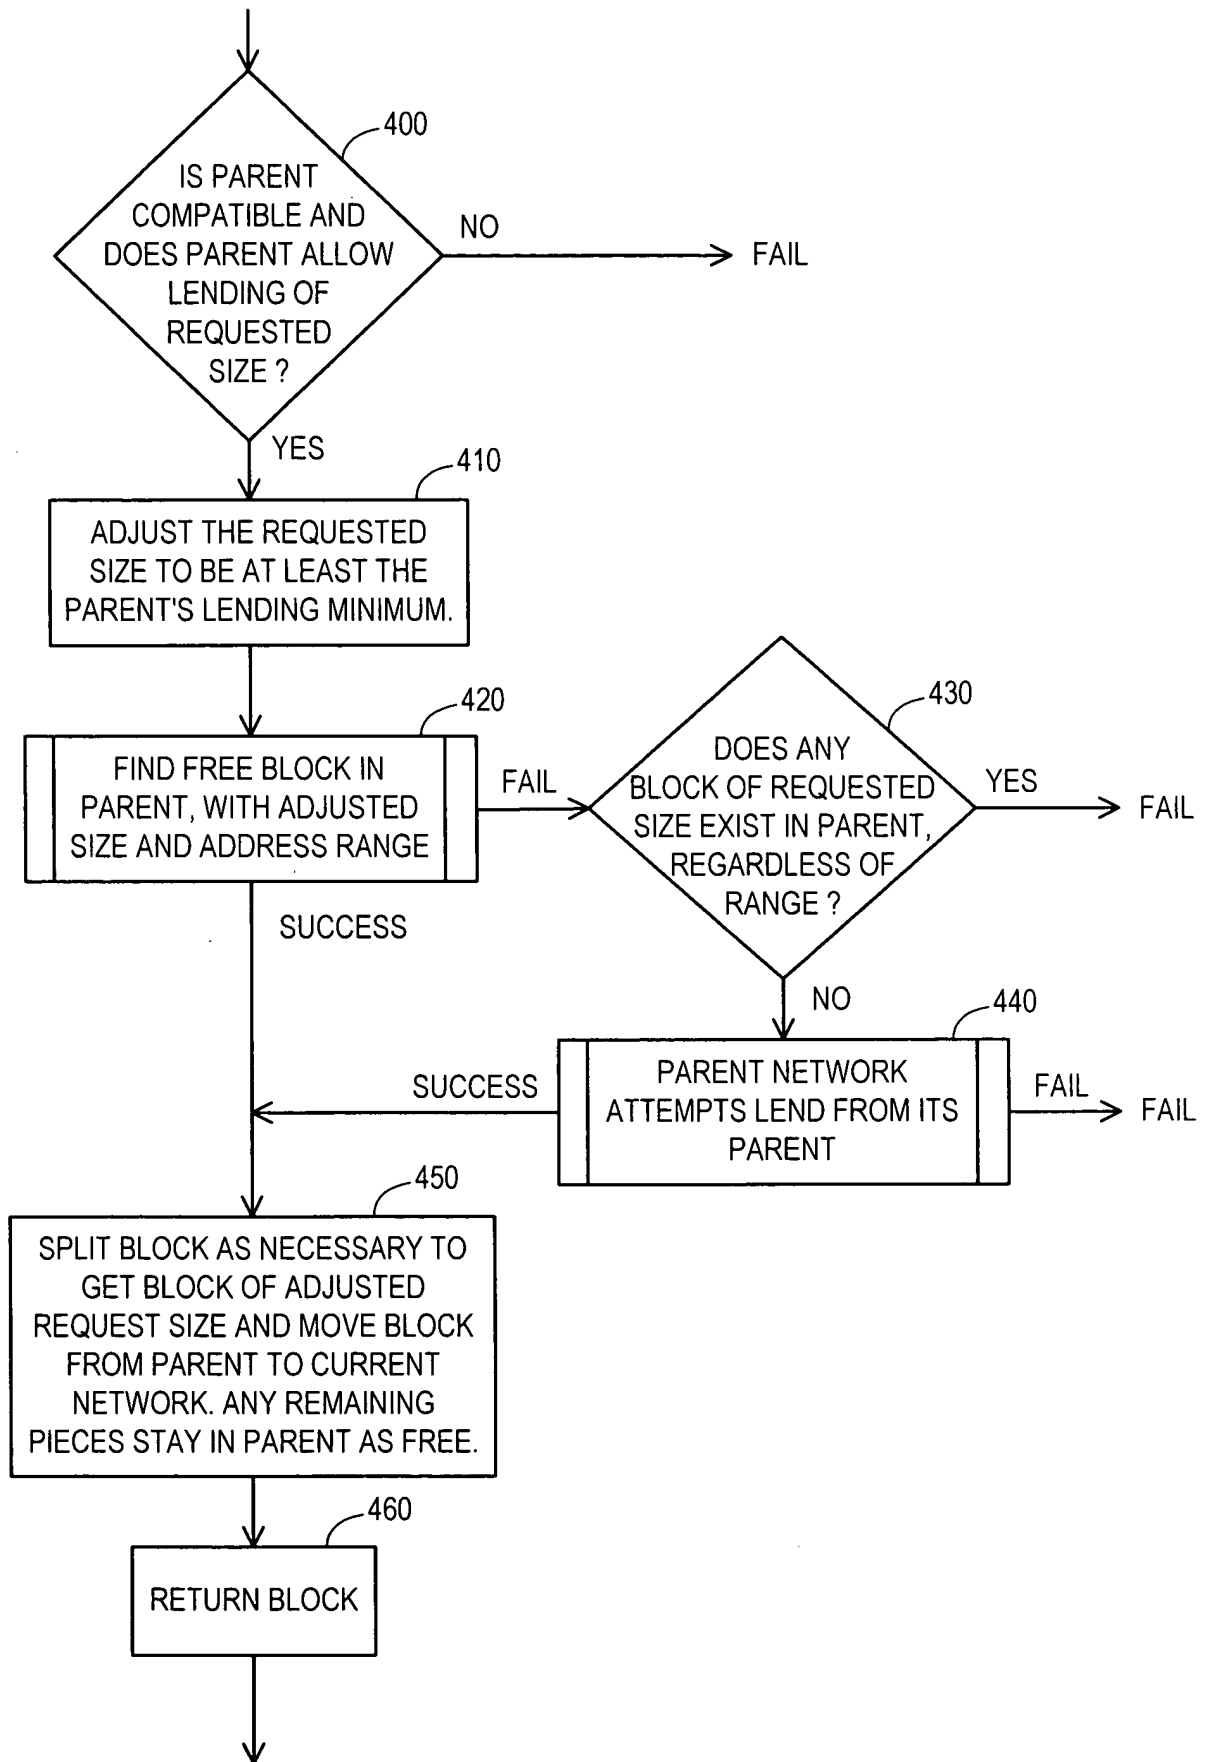 400
IS PARENT
COMPATIBLE AND
DOES PARENT ALLOW
LENDING OF
REQUESTED
SIZE ?
NO
FAIL
YES
410
ADJUST THE REQUESTED
SIZE TO BE AT LEAST THE
PARENT'S LENDING MINIMUM.
420
FIND FREE BLOCK IN
PARENT, WITH ADJUSTED
SIZE AND ADDRESS RANGE
FAIL
SUCCESS
430
DOES ANY
BLOCK OF REQUESTED
SIZE EXIST IN PARENT,
REGARDLESS OF
RANGE ?
YES
FAIL
NO
440
PARENT NETWORK
ATTEMPTS LEND FROM ITS
PARENT
SUCCESS
FAIL
FAIL
450
SPLIT BLOCK AS NECESSARY TO
GET BLOCK OF ADJUSTED
REQUEST SIZE AND MOVE BLOCK
FROM PARENT TO CURRENT
NETWORK. ANY REMAINING
PIECES STAY IN PARENT AS FREE.
460
RETURN BLOCK